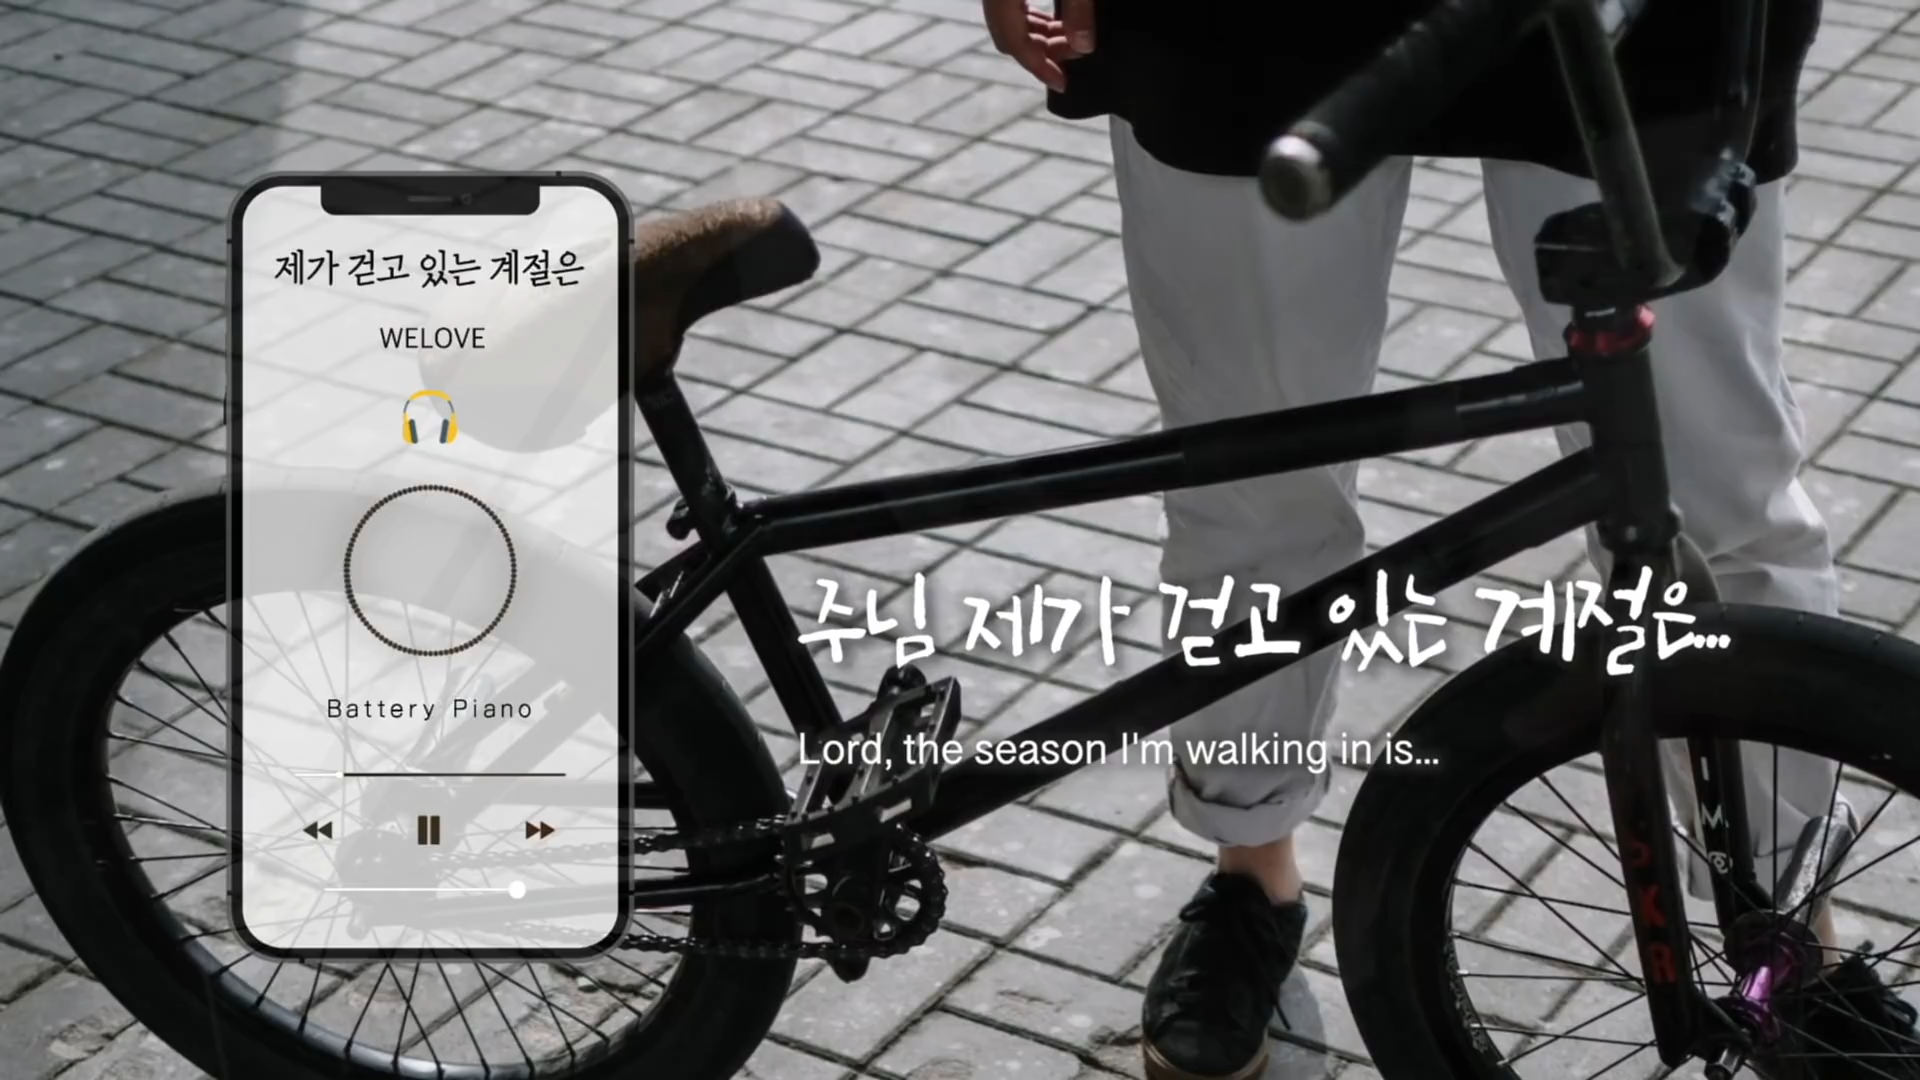 제가 걷고 있는 계절은
WELOVE
Battery Piano
주님 제가 걷고 있는 계절은...
Lord, the season I'm walking in is...